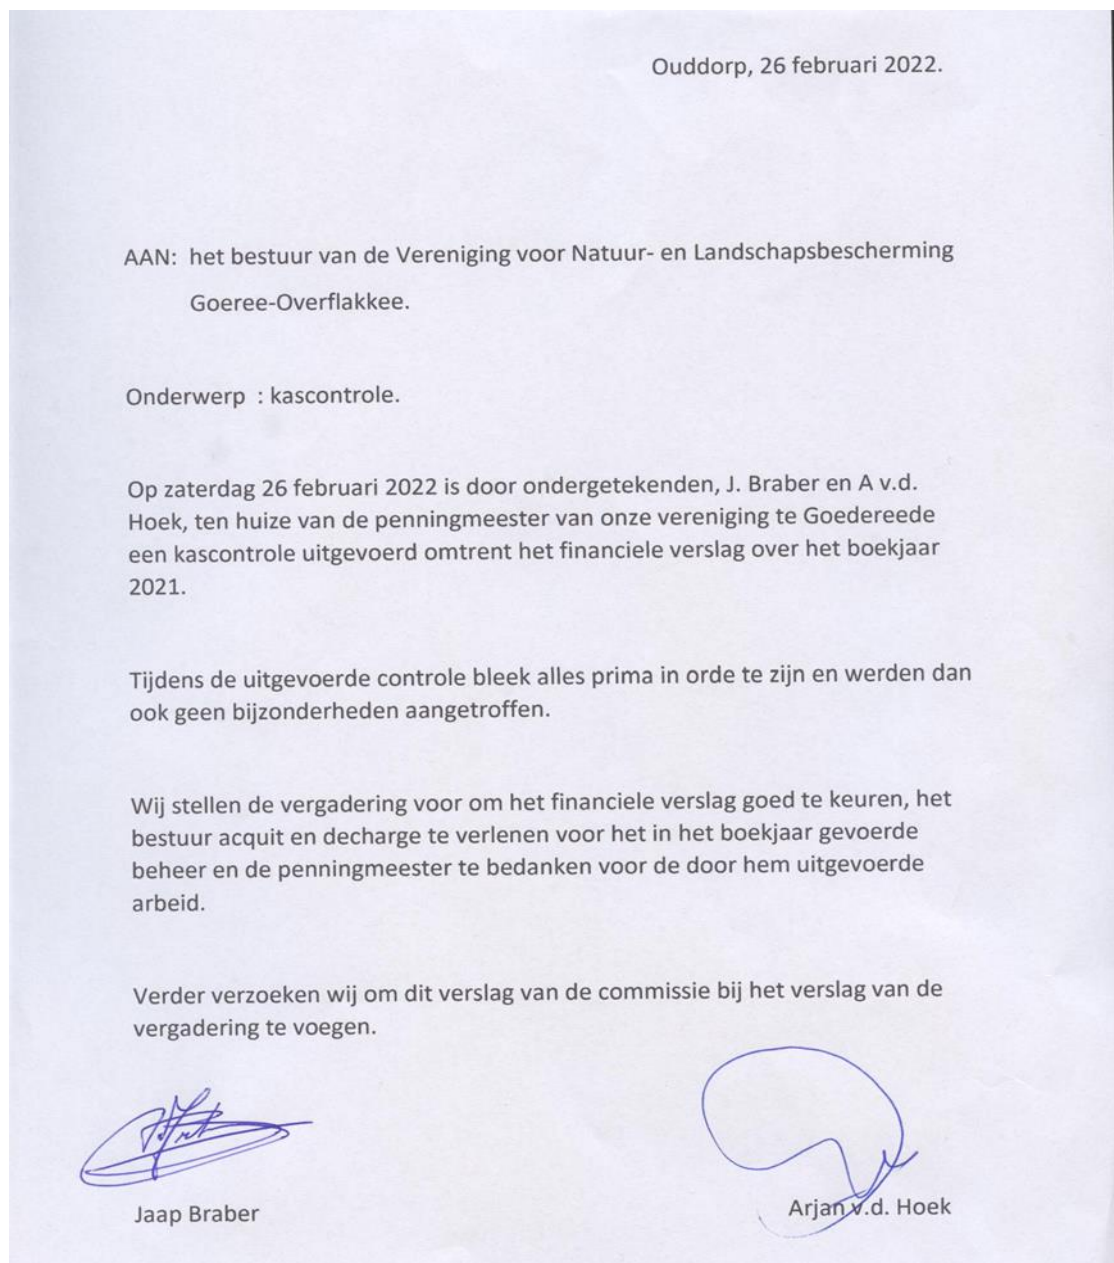 Ouddorp, 26 februari 2022.
AAN: het bestuur van de Vereniging voor Natuur- en Landschapsbescherming
Goeree-Overflakkee.
Onderwerp : kascontrole.
Op zaterdag 26 februari 2022 is door ondergetekenden, J. Braber en A v.d.
Hoek, ten huize van de penningmeester van onze vereniging te Goedereede
een kascontrole uitgevoerd omtrent het financiele verslag over het boekjaar
2021.
Tijdens de uitgevoerde controle bleek alles prima in orde te zijn en werden dan
ook geen bijzonderheden aangetroffen.
Wij stellen de vergadering voor om het financiele verslag goed te keuren, het
bestuur acquit en decharge te verlenen voor het in het boekjaar gevoerde
beheer en de penningmeester te bedanken voor de door hem uitgevoerde
arbeid.
Verder verzoeken wij om dit verslag van de commissie bij het verslag van de
vergadering te voegen.
Jaap Braber
Arjan v.d. Hoek